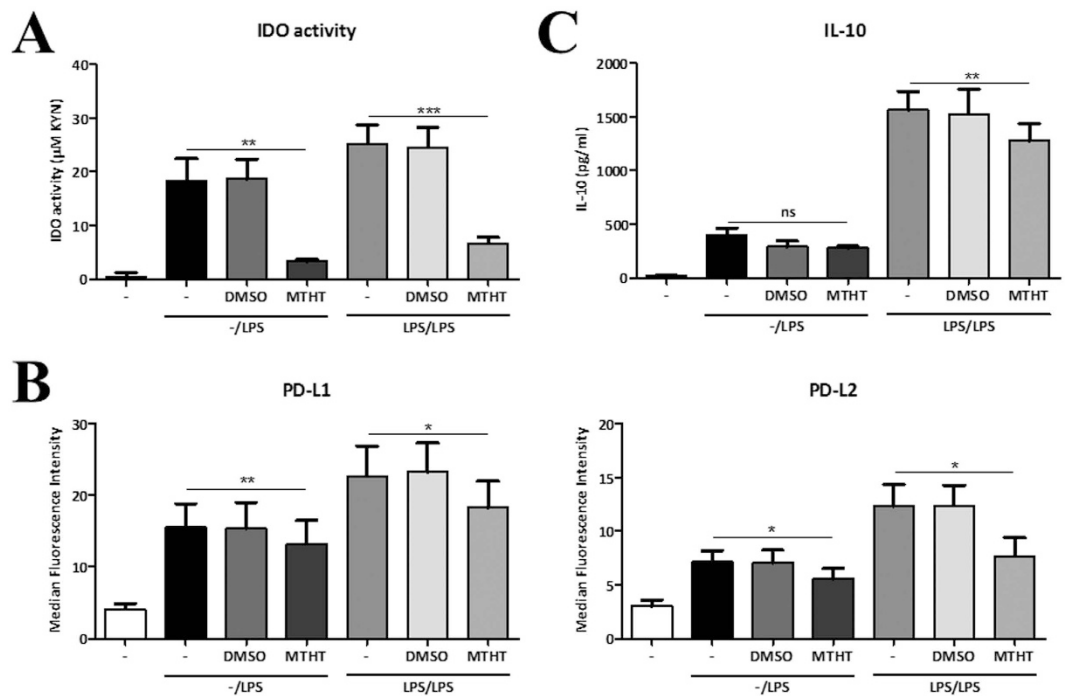 A
IDO activity
IDO activity (µM KYN)
40
30
20
10
0
**
***
- - DMSO MTHT - DMSO MTHT
-/LPS LPS/LPS
C
IL-10
IL-10 (pg/ml)
2000
1500
1000
500
0
ns
**
- - DMSO MTHT - DMSO MTHT
-/LPS LPS/LPS
B
PD-L1
Median Fluorescence Intensity
30
20
10
0
**
*
- - DMSO MTHT - DMSO MTHT
-/LPS LPS/LPS
PD-L2
Median Fluorescence Intensity
20
15
10
5
0
*
*
- - DMSO MTHT - DMSO MTHT
-/LPS LPS/LPS